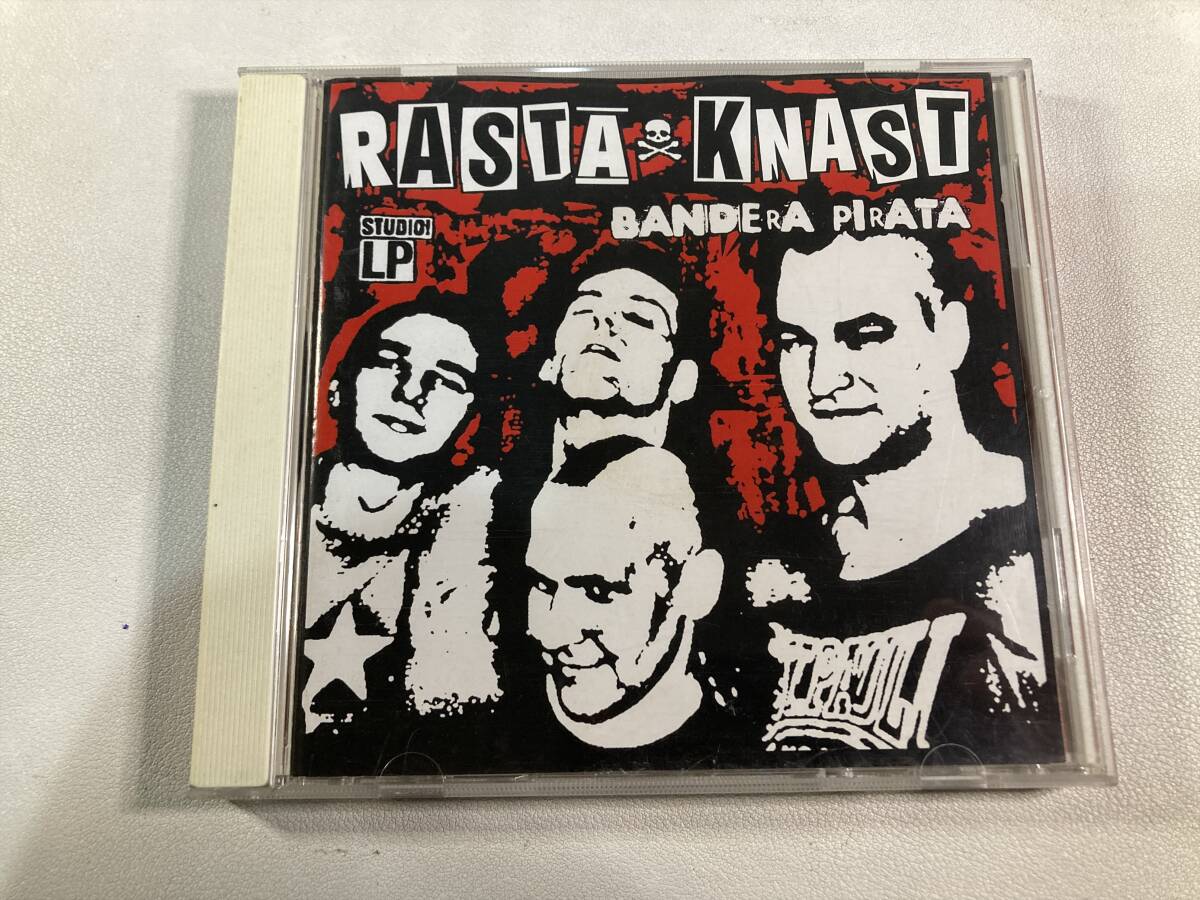 RASTA KNAST
BANDERA PIRATA
STUDIO!
LP